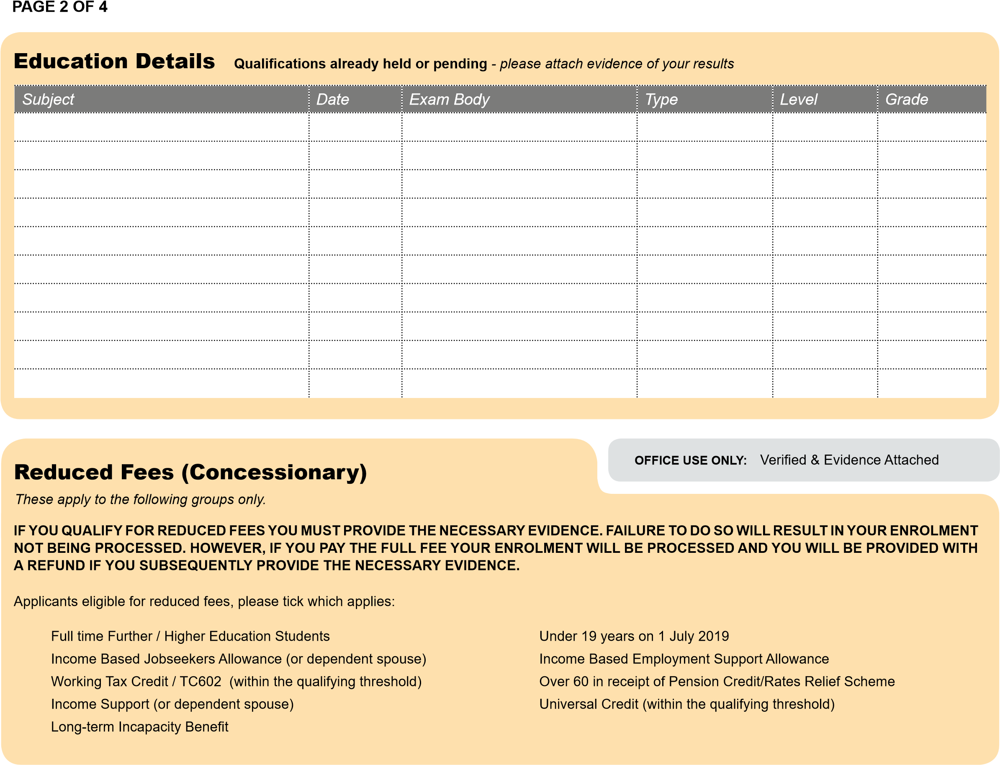 PAGE 2 OF 4
Education Details Qualifications already held or pending - please attach evidence of your results
Subject Date Exam Body Type Level Grade
OFFICE USE ONLY: Verified & Evidence Attached
Reduced Fees (Concessionary)
These apply to the following groups only.
IF YOU QUALIFY FOR REDUCED FEES YOU MUST PROVIDE THE NECESSARY EVIDENCE. FAILURE TO DO SO WILL RESULT IN YOUR ENROLMENT
NOT BEING PROCESSED. HOWEVER, IF YOU PAY THE FULL FEE YOUR ENROLMENT WILL BE PROCESSED AND YOU WILL BE PROVIDED WITH
A REFUND IF YOU SUBSEQUENTLY PROVIDE THE NECESSARY EVIDENCE.
Applicants eligible for reduced fees, please tick which applies:
Full time Further / Higher Education Students
Income Based Jobseekers Allowance (or dependent spouse)
Working Tax Credit / TC602 (within the qualifying threshold)
Income Support (or dependent spouse)
Long-term Incapacity Benefit
Under 19 years on 1 July 2019
Income Based Employment Support Allowance
Over 60 in receipt of Pension Credit/Rates Relief Scheme
Universal Credit (within the qualifying threshold)